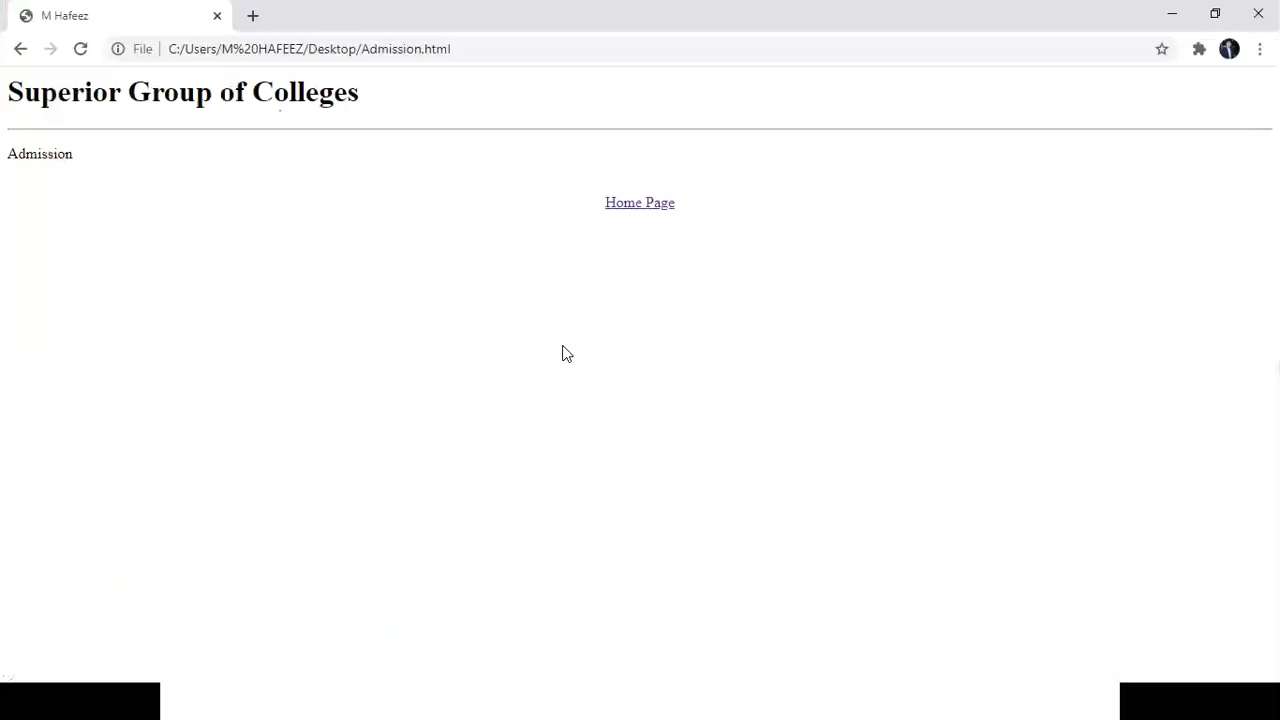 M Hafeez
File C:/Users/M%20HAFEEZ/Desktop/Admission.html
Superior Group of Colleges
Admission
Home Page